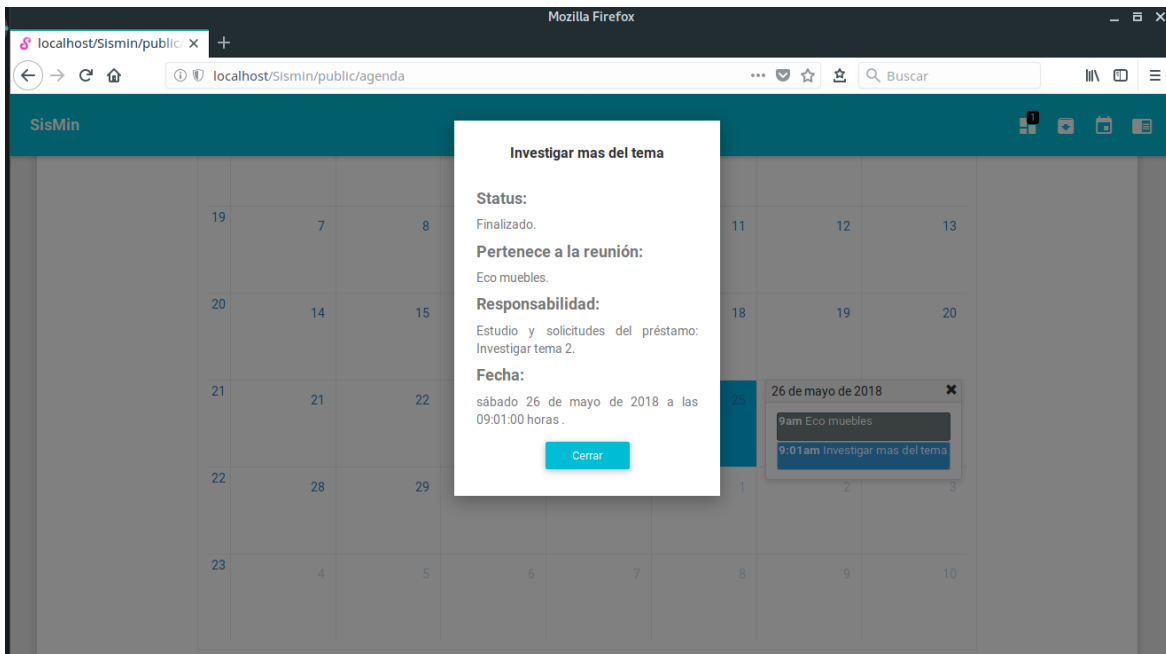 Mozilla Firefox
localhost/Sismin/public/
localhost/Sismin/public/agenda
Buscar
SisMin
1
Investigar mas del tema
Status:
Finalizado.
Pertenece a la reunión:
Eco muebles.
Responsabilidad:
Estudio y solicitudes del préstamo:
Investigar tema 2.
Fecha:
sábado 26 de mayo de 2018 a las
09:01:00 horas .
Cerrar
19 7 8 11 12 13
20 14 15 18 19 20
21 21 22 25
26 de mayo de 2018
9am Eco muebles
9:01am Investigar mas del tema
22 28 29 1 2 3
23 4 5 6 7 8 9 10